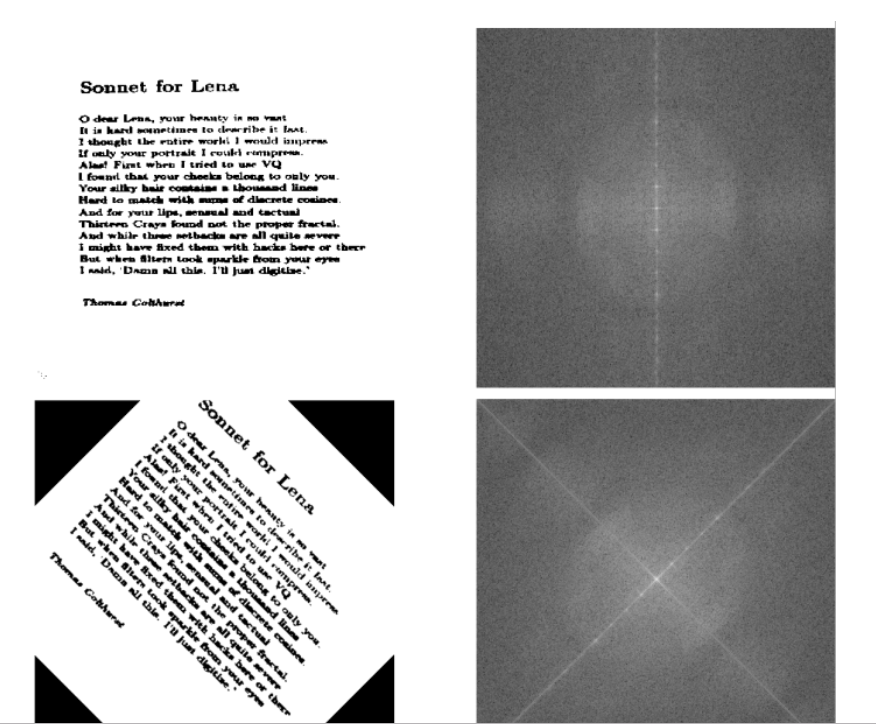 Sonnet for Lena
O dear Lena, your beauty is so vast
It is hard sometimes to describe it fast.
I thought the entire world I would impress
If only your portrait I could compress.
Alas! First when I tried to use VQ
I found that your cheeks belong to only you.
Your silky hair contains a thousand lines
Hard to match with sums of discrete cosines.
And for your lips, sensual and tactual
Thirteen Crays found not the proper fractal.
And while these setbacks are all quite severe
I might have fixed them with hacks here or there
But when filters took sparkle from your eyes
I said, 'Damn all this. I'll just digitize.'
Thomas Colthurst
Sonnet for Lena
O dear Lena, your beauty is so vast
It is hard sometimes to describe it fast.
I thought the entire world I would impress
If only your portrait I could compress.
Alas! First when I tried to use VQ
I found that your cheeks belong to only you.
Your silky hair contains a thousand lines
Hard to match with sums of discrete cosines.
And for your lips, sensual and tactual
Thirteen Crays found not the proper fractal.
And while these setbacks are all quite severe
I might have fixed them with hacks here or there
But when filters took sparkle from your eyes
I said, 'Damn all this. I'll just digitize.'
Thomas Colthurst